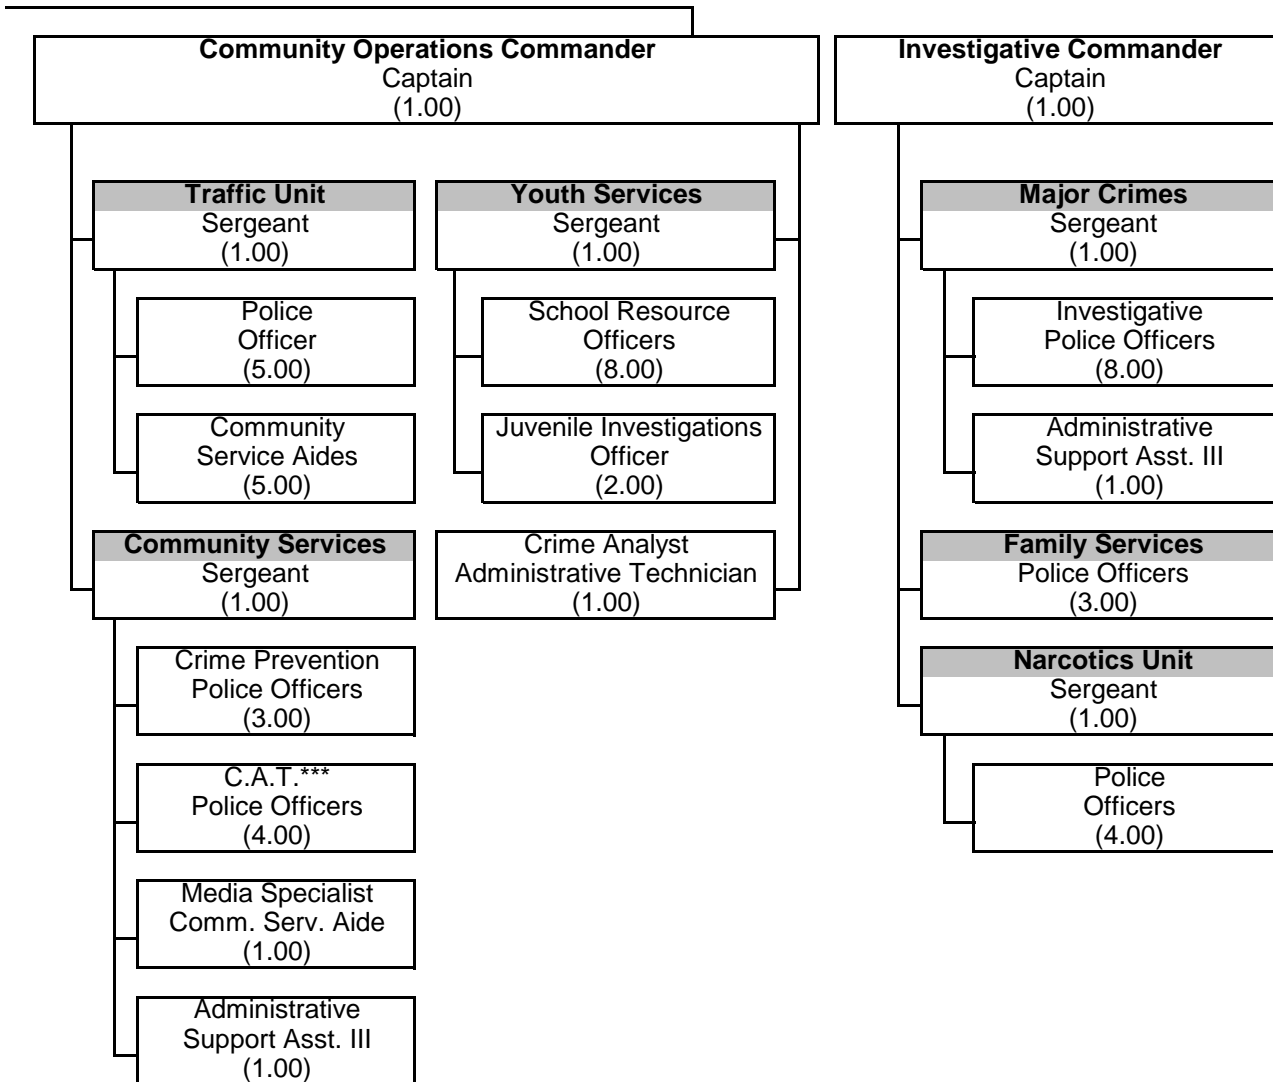 Community Operations Commander
Captain
(1.00)
Traffic Unit
Sergeant
(1.00)
Police
Officer
(5.00)
Community
Service Aides
(5.00)
Community Services
Sergeant
(1.00)
Crime Prevention
Police Officers
(3.00)
C.A.T.***
Police Officers
(4.00)
Media Specialist
Comm. Serv. Aide
(1.00)
Administrative
Support Asst. III
(1.00)
Youth Services
Sergeant
(1.00)
School Resource
Officers
(8.00)
Juvenile Investigations
Officer
(2.00)
Crime Analyst
Administrative Technician
(1.00)
Investigative Commander
Captain
(1.00)
Major Crimes
Sergeant
(1.00)
Investigative
Police Officers
(8.00)
Administrative
Support Asst. III
(1.00)
Family Services
Police Officers
(3.00)
Narcotics Unit
Sergeant
(1.00)
Police
Officers
(4.00)